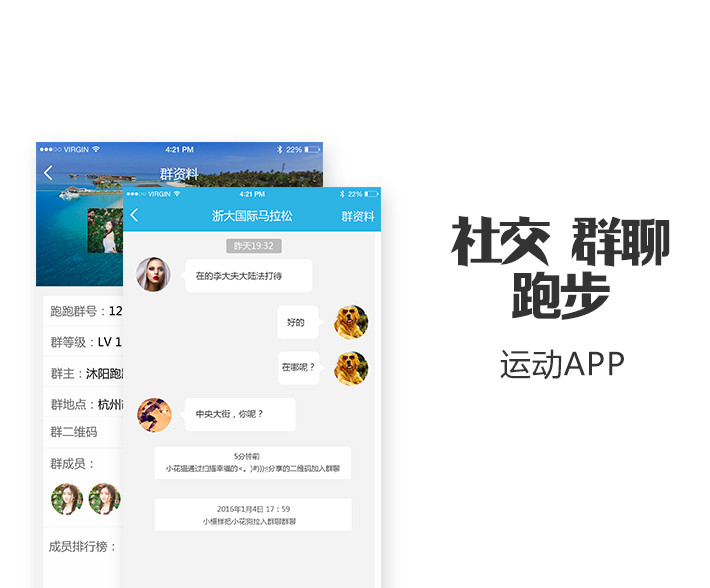 VIRGIN 4:21 PM 22%
群资料
跑跑群号：12
群等级：LV 1
群主：沐阳跑
群地点：杭州
群二维码
群成员：
成员排行榜：
VIRGIN 4:21 PM 22%
浙大国际马拉松 群资料
昨天19:32
在的李大夫大陆法打待
好的
在哪呢？
中央大街，你呢？
5分钟前
小花猫通过扫描幸福的<。)#)))≤分享的二维码加入群聊
2016年1月4日 17：59
小模样把小花狗拉入群聊群聊
社交 群聊
跑步
运动APP